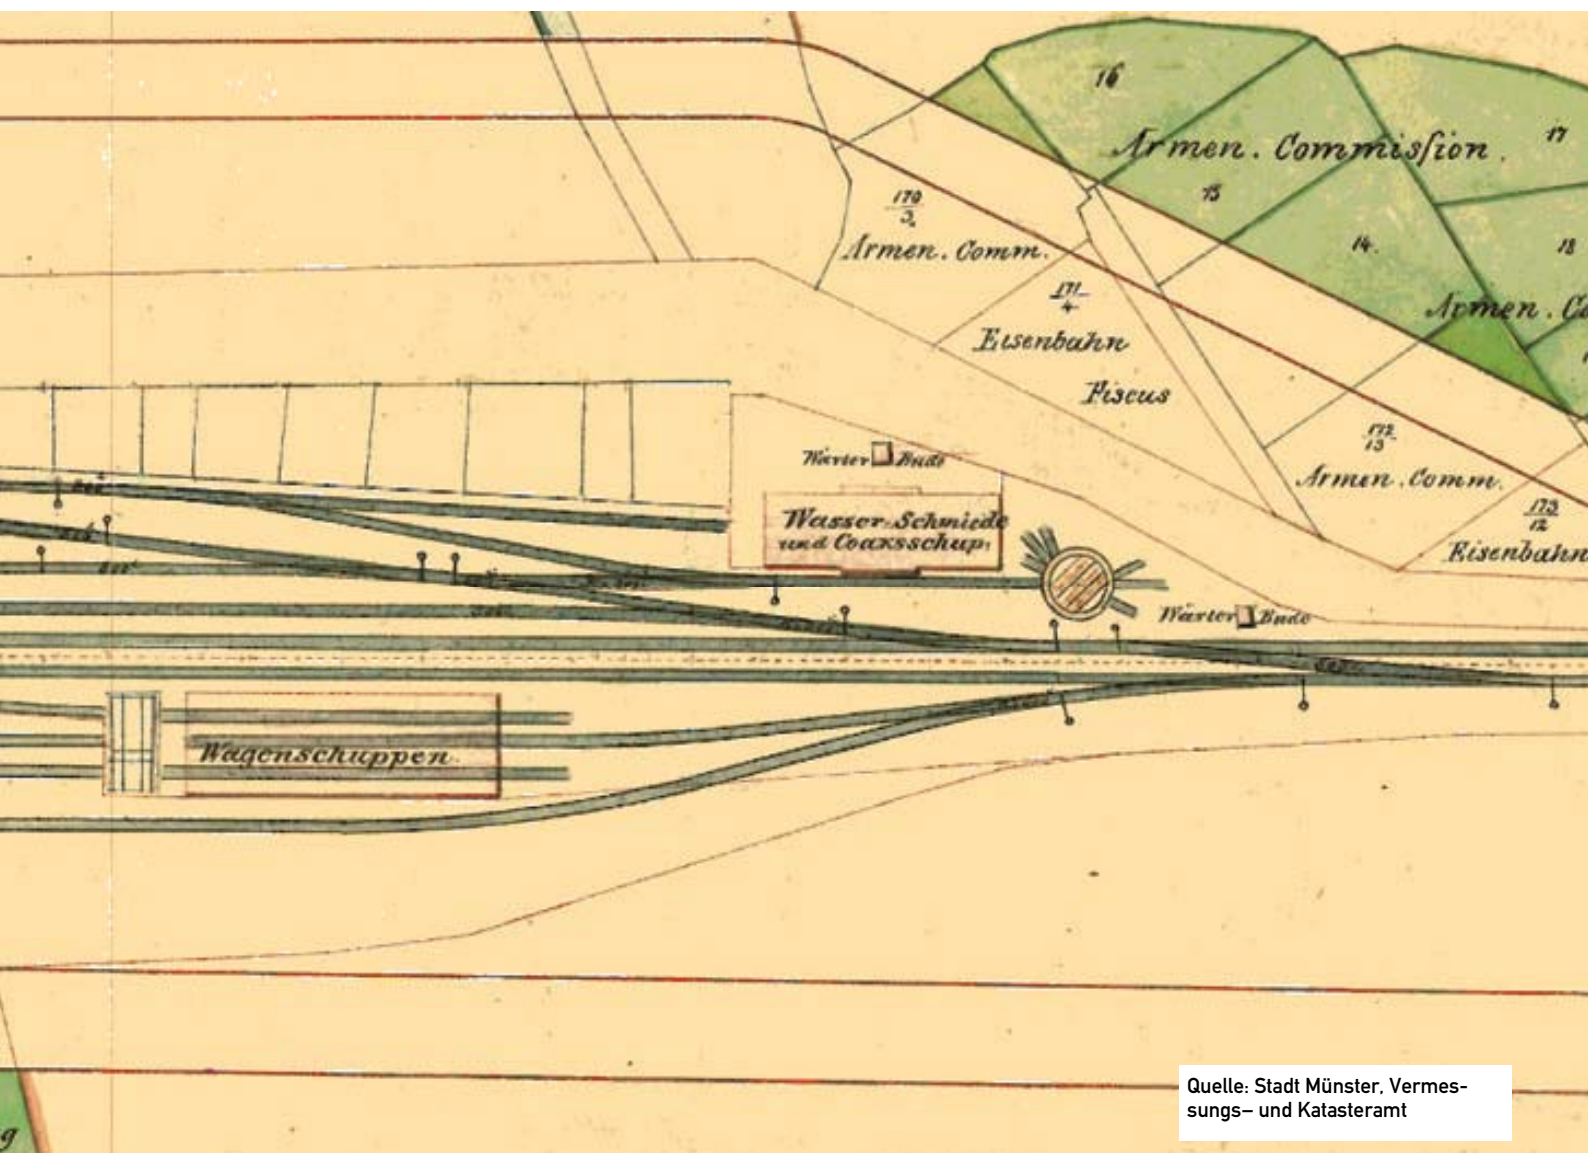 16
Armen. Commission.
17
15
170
3.
14.
18
Armen. Comm.
171
4
Armen. Co
Eisenbahn
Fiscus
172
13
Wärter Bude
Armen. Comm.
Wasser-Schmiede
und Coaksschup.
173
12
Eisenbahn
Wärter Bude
Wagenschuppen.
Quelle: Stadt Münster, Vermes-
sungs- und Katasteramt
g